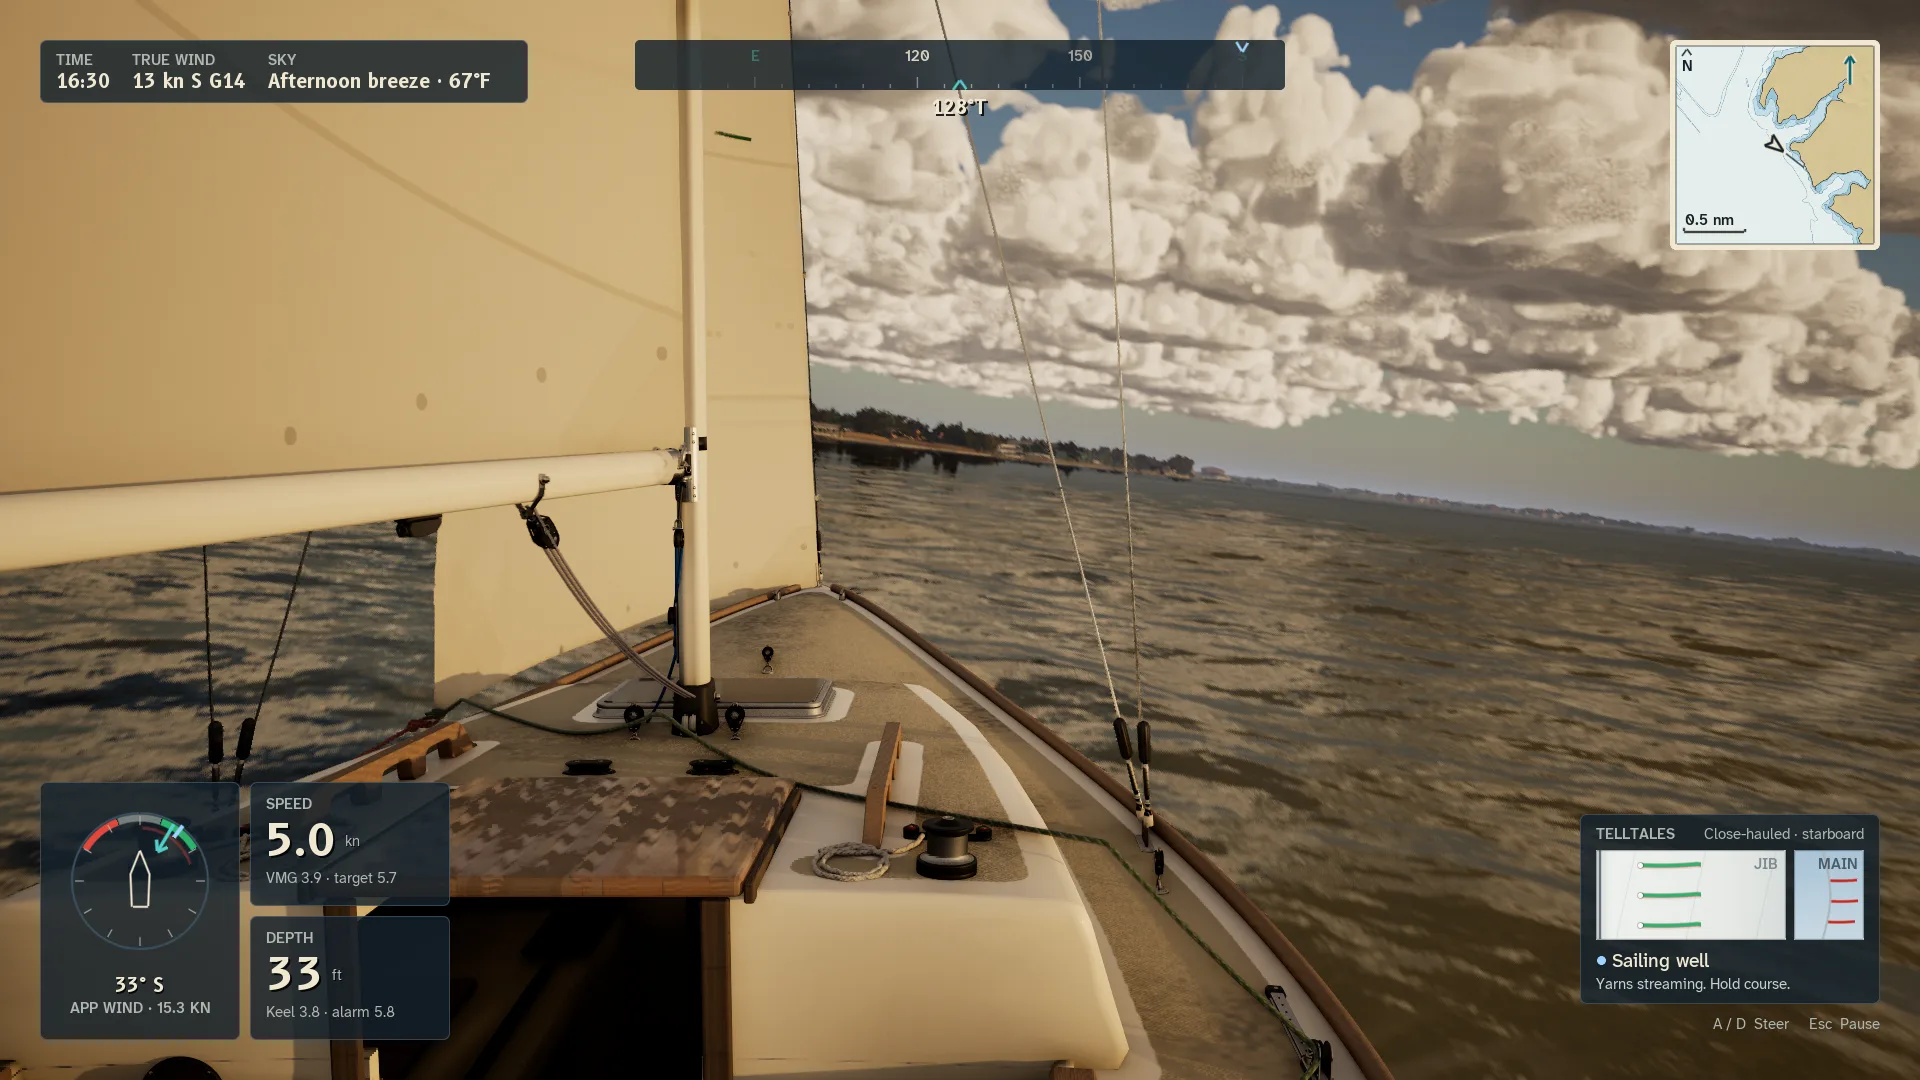 TIME TRUE WIND SKY
16:30 13 kn S G14 Afternoon breeze · 67°F
E 120 150 S
128°T
N
0.5 nm
SPEED
5.0 kn
VMG 3.9 · target 5.7
DEPTH
33 ft
Keel 3.8 · alarm 5.8
33° S
APP WIND · 15.3 KN
TELLTALES Close-hauled · starboard
JIB MAIN
Sailing well
Yarns streaming. Hold course.
A / D Steer Esc Pause